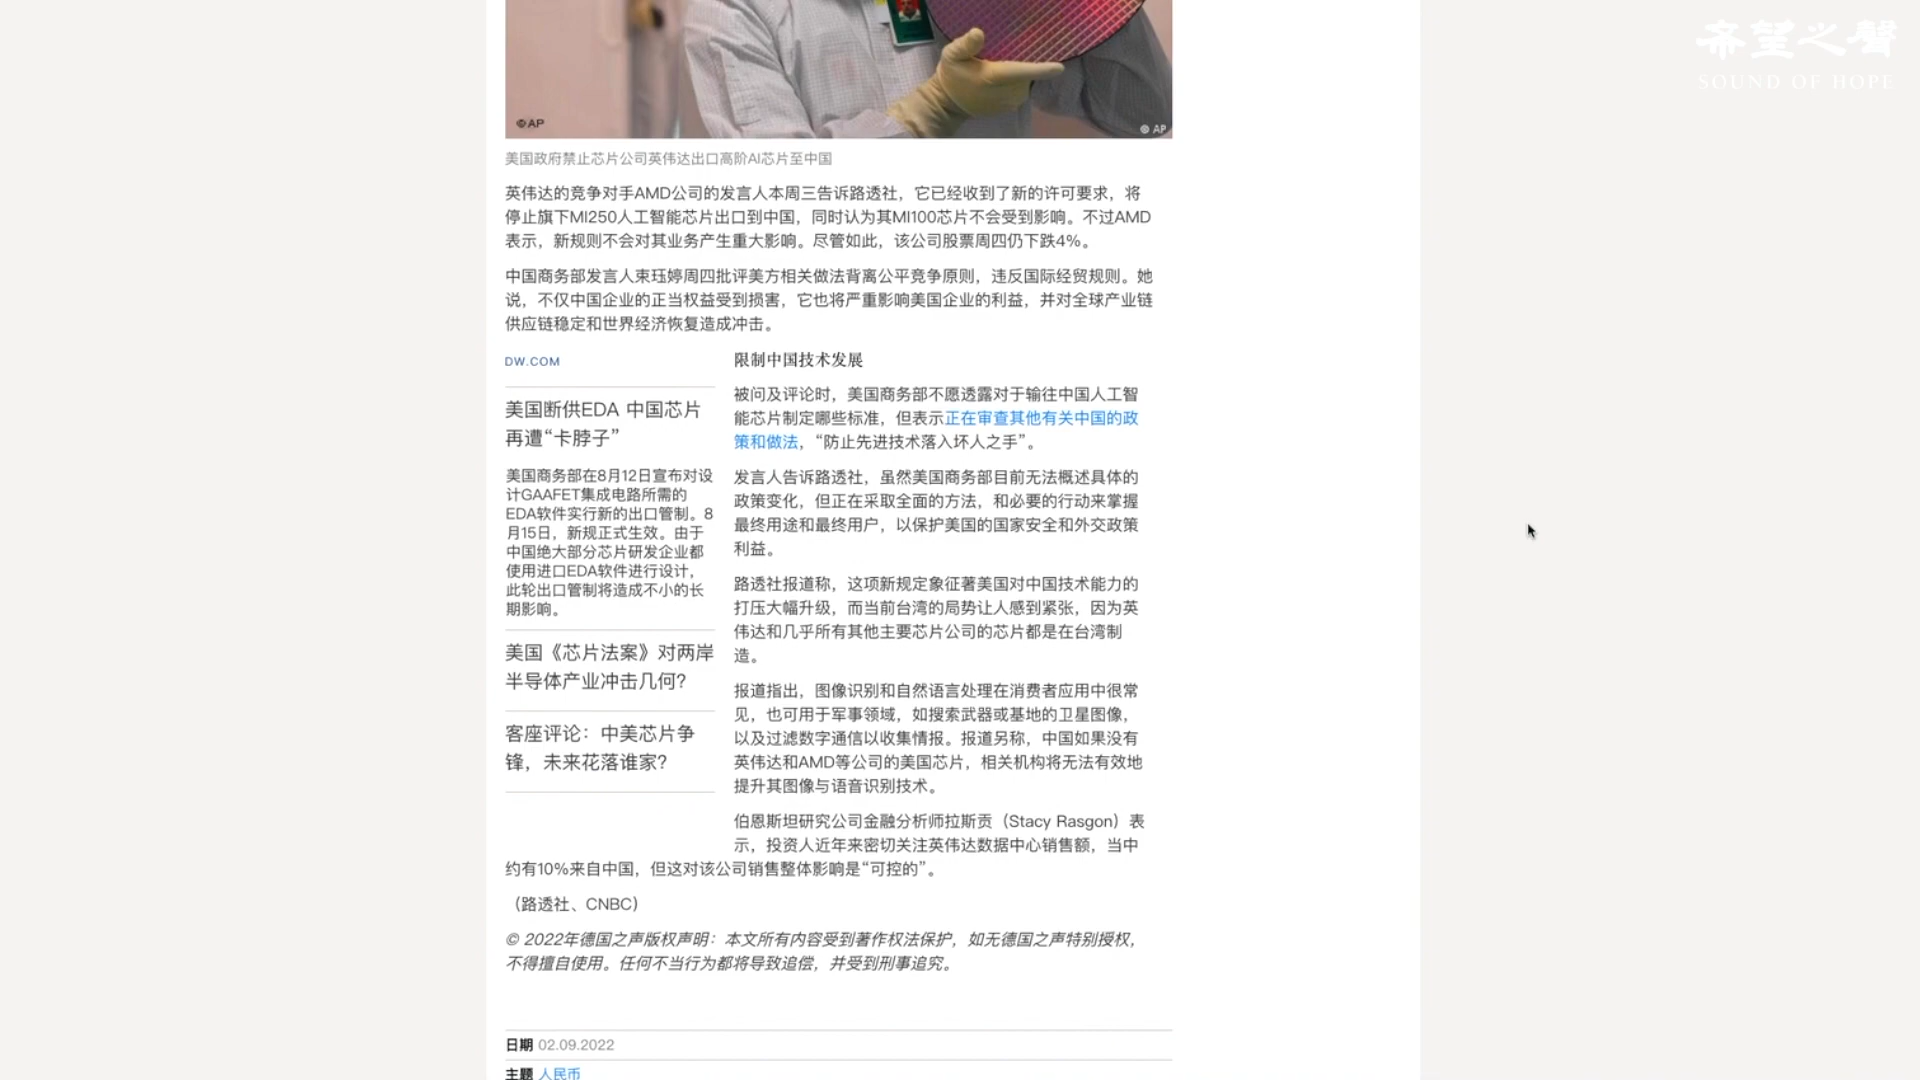 希望之聲
SOUND OF HOPE
©AP
© AP
美国政府禁止芯片公司英伟达出口高阶AI芯片至中国
英伟达的竞争对手AMD公司的发言人本周三告诉路透社，它已经收到了新的许可要求，将
停止旗下MI250人工智能芯片出口到中国，同时认为其MI100芯片不会受到影响。不过AMD
表示，新规则不会对其业务产生重大影响。尽管如此，该公司股票周四仍下跌4%。
中国商务部发言人束珏婷周四批评美方相关做法背离公平竞争原则，违反国际经贸规则。她
说，不仅中国企业的正当权益受到损害，它也将严重影响美国企业的利益，并对全球产业链
供应链稳定和世界经济恢复造成冲击。
DW.COM
美国断供EDA 中国芯片
再遭“卡脖子”
美国商务部在8月12日宣布对设
计GAAFET集成电路所需的
EDA软件实行新的出口管制。8
月15日，新规正式生效。由于
中国绝大部分芯片研发企业都
使用进口EDA软件进行设计，
此轮出口管制将造成不小的长
期影响。
美国《芯片法案》对两岸
半导体产业冲击几何?
客座评论：中美芯片争
锋，未来花落谁家?
限制中国技术发展
被问及评论时，美国商务部不愿透露对于输往中国人工智
能芯片制定哪些标准，但表示正在审查其他有关中国的政
策和做法，“防止先进技术落入坏人之手”。
发言人告诉路透社，虽然美国商务部目前无法概述具体的
政策变化，但正在采取全面的方法，和必要的行动来掌握
最终用途和最终用户，以保护美国的国家安全和外交政策
利益。
路透社报道称，这项新规定象征著美国对中国技术能力的
打压大幅升级，而当前台湾的局势让人感到紧张，因为英
伟达和几乎所有其他主要芯片公司的芯片都是在台湾制
造。
报道指出，图像识别和自然语言处理在消费者应用中很常
见，也可用于军事领域，如搜索武器或基地的卫星图像，
以及过滤数字通信以收集情报。报道另称，中国如果没有
英伟达和AMD等公司的美国芯片，相关机构将无法有效地
提升其图像与语音识别技术。
伯恩斯坦研究公司金融分析师拉斯贡（Stacy Rasgon）表
示，投资人近年来密切关注英伟达数据中心销售额，当中
约有10%来自中国，但这对该公司销售整体影响是“可控的”。
（路透社、CNBC）
© 2022年德国之声版权声明：本文所有内容受到著作权法保护，如无德国之声特别授权，
不得擅自使用。任何不当行为都将导致追偿，并受到刑事追究。
日期 02.09.2022
主题 人民币